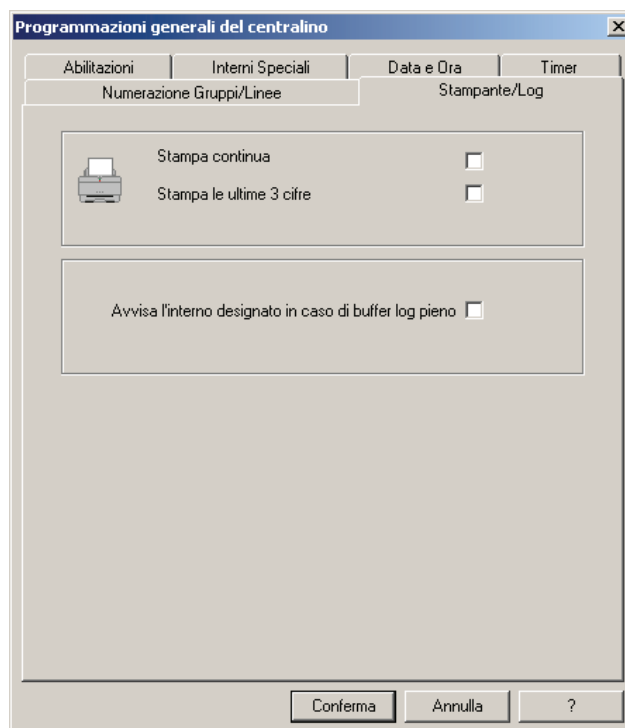 Programmazioni generali del centralino
Abilitazioni
Interni Speciali
Data e Ora
Timer
Numerazione Gruppi/Linee
Stampante/Log
Stampa continua
Stampa le ultime 3 cifre
Avvisa l'interno designato in caso di buffer log pieno
Conferma
Annulla
?